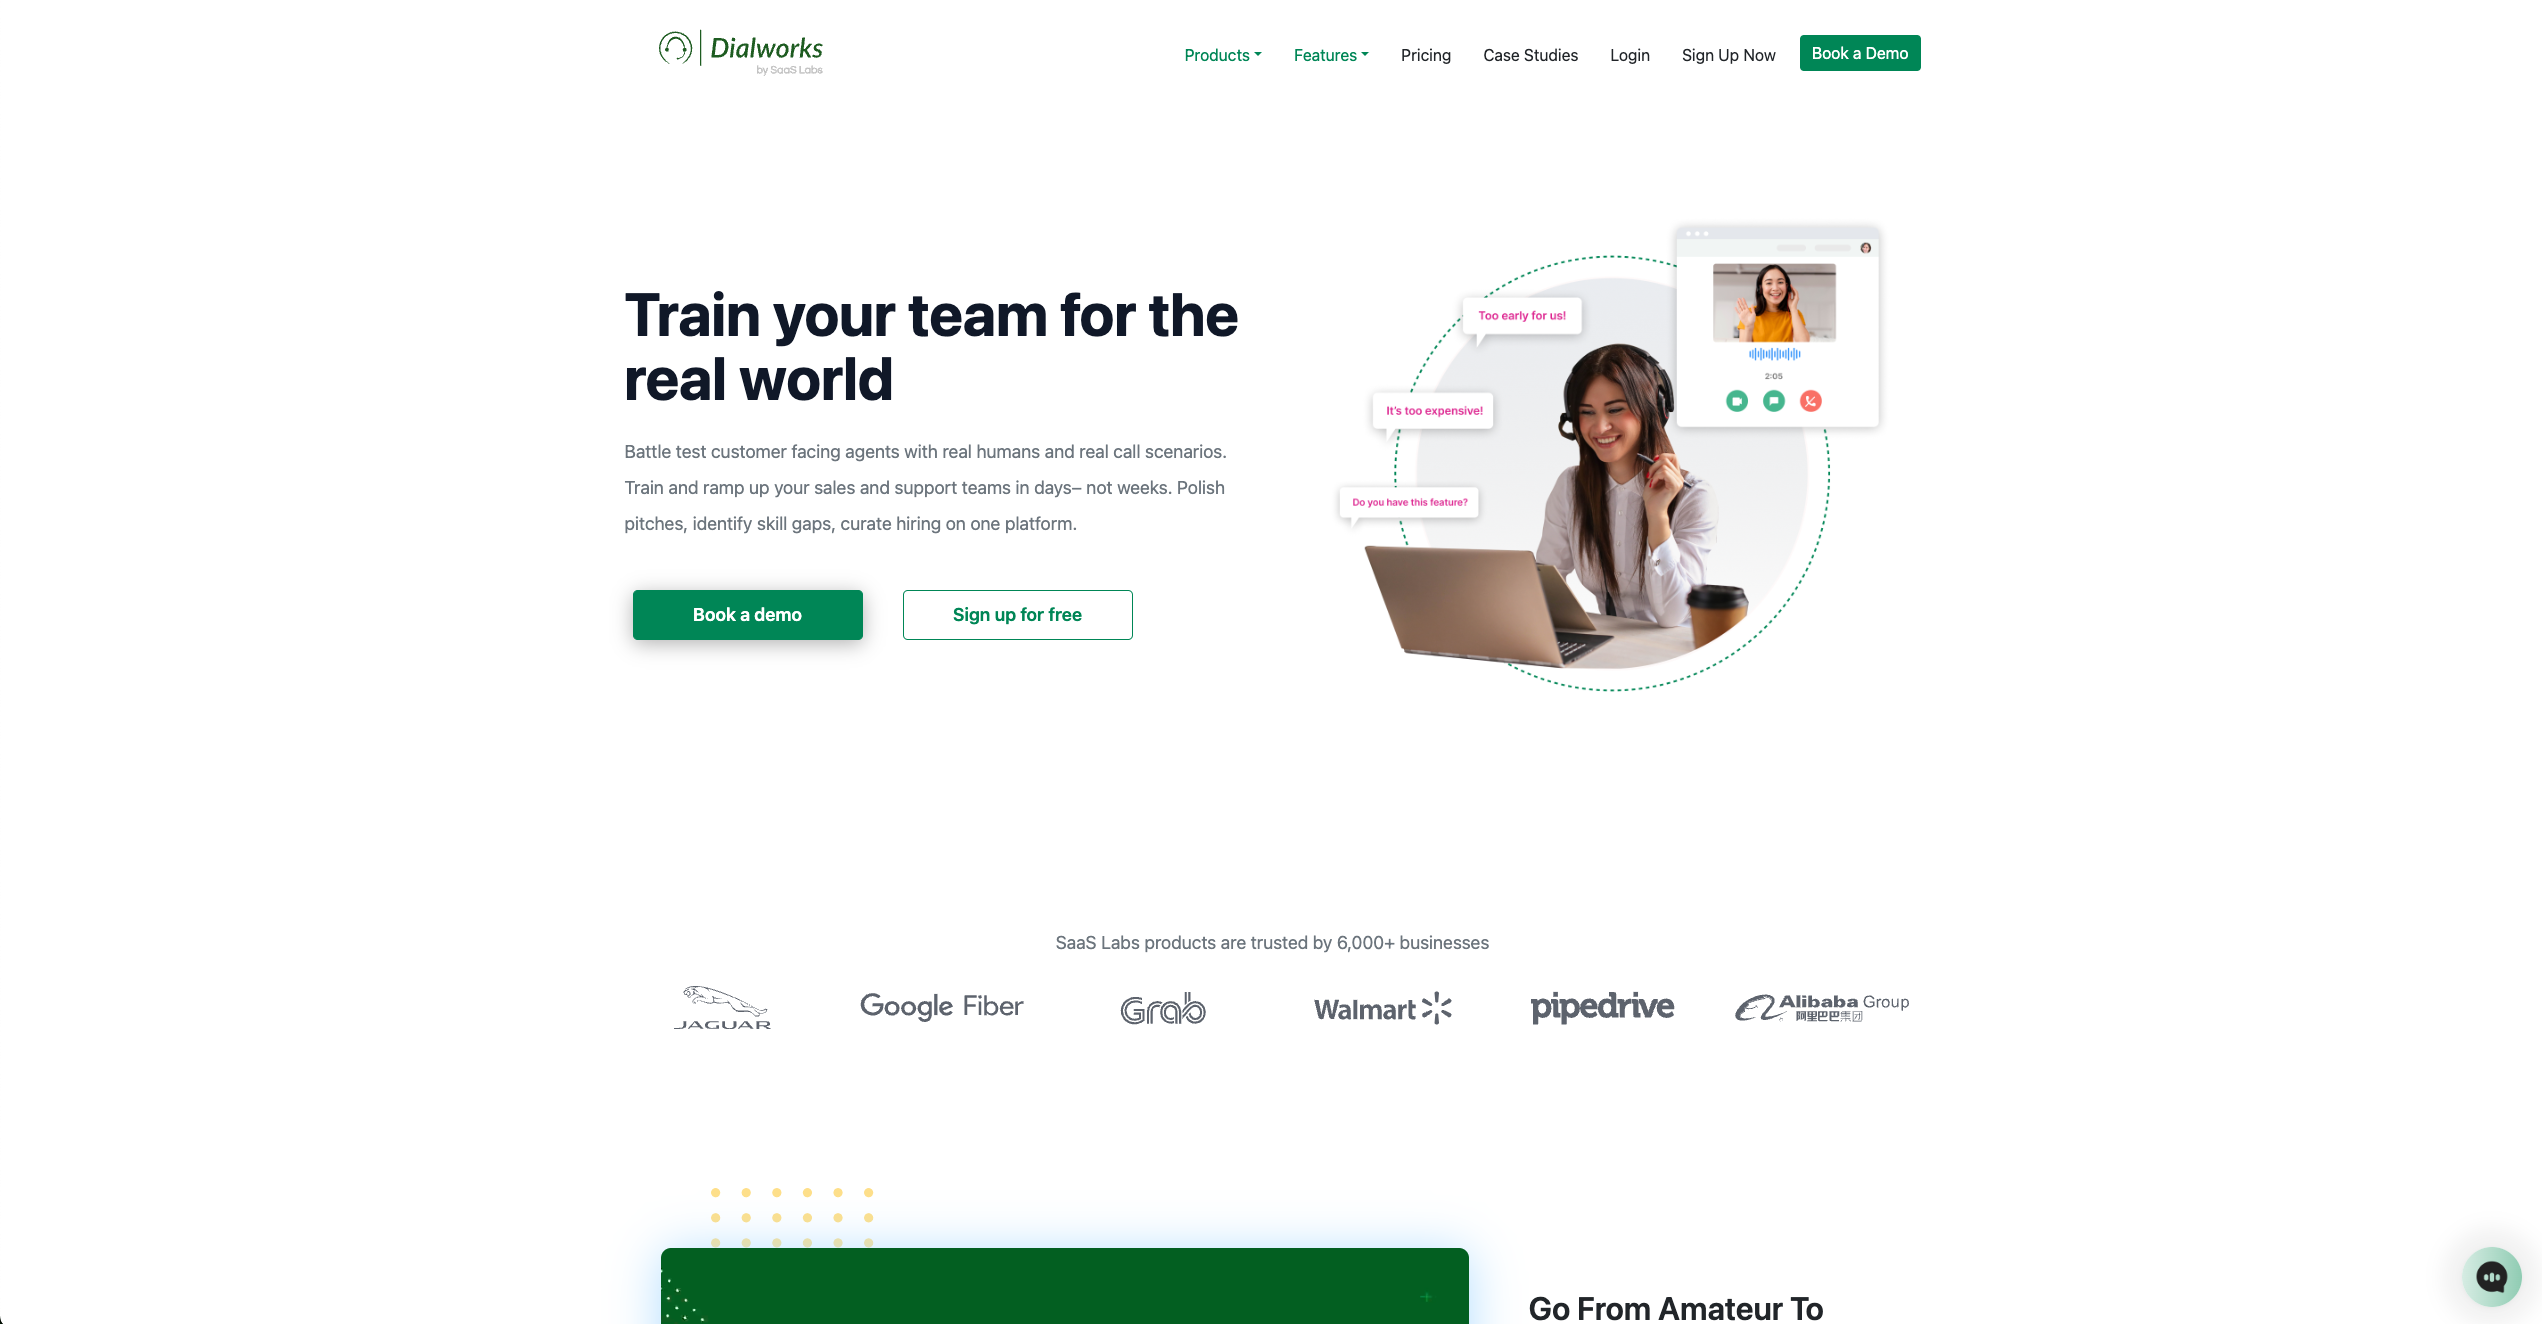 Dialworks
by SaaS Labs
Products
Features
Pricing
Case Studies
Login
Sign Up Now
Book a Demo
Train your team for the
real world
Battle test customer facing agents with real humans and real call scenarios.
Train and ramp up your sales and support teams in days– not weeks. Polish
pitches, identify skill gaps, curate hiring on one platform.
Book a demo
Sign up for free
Too early for us!
It's too expensive!
Do you have this feature?
2:05
SaaS Labs products are trusted by 6,000+ businesses
JAGUAR
Google Fiber
Grab
Walmart
pipedrive
Alibaba Group
阿里巴巴集团
Go From Amateur To